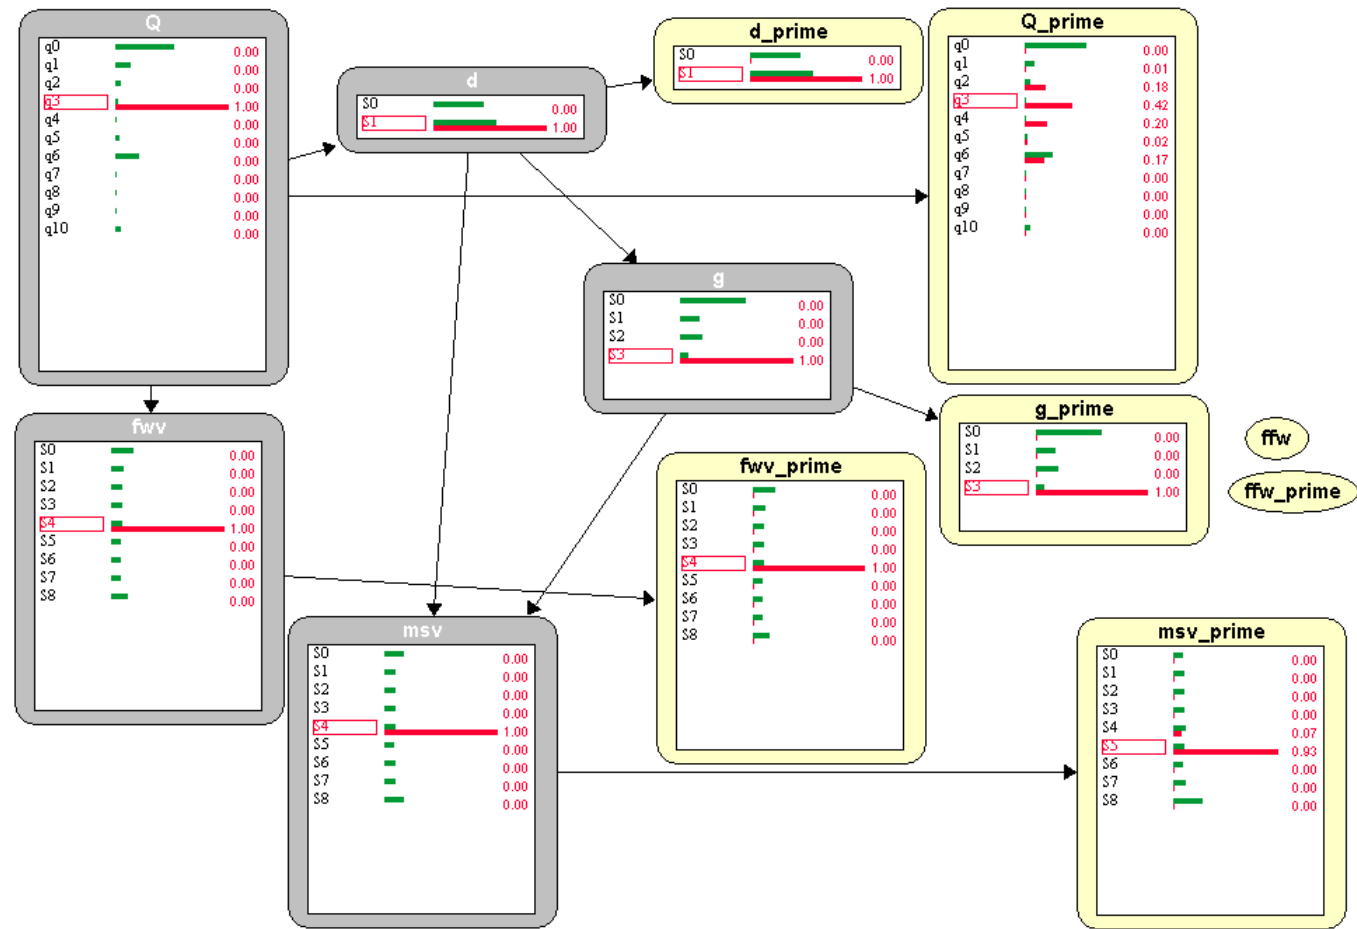 Q
q0 0.00
q1 0.00
q2 0.00
q3 1.00
q4 0.00
q5 0.00
q6 0.00
q7 0.00
q8 0.00
q9 0.00
q10 0.00
d
S0 0.00
S1 1.00
d_prime
S0 0.00
S1 1.00
Q_prime
q0 0.00
q1 0.01
q2 0.18
q3 0.42
q4 0.20
q5 0.02
q6 0.17
q7 0.00
q8 0.00
q9 0.00
q10 0.00
g
S0 0.00
S1 0.00
S2 0.00
S3 1.00
g_prime
S0 0.00
S1 0.00
S2 0.00
S3 1.00
ffw
ffw_prime
fwv
S0 0.00
S1 0.00
S2 0.00
S3 0.00
S4 1.00
S5 0.00
S6 0.00
S7 0.00
S8 0.00
fwv_prime
S0 0.00
S1 0.00
S2 0.00
S3 0.00
S4 1.00
S5 0.00
S6 0.00
S7 0.00
S8 0.00
msv
S0 0.00
S1 0.00
S2 0.00
S3 0.00
S4 1.00
S5 0.00
S6 0.00
S7 0.00
S8 0.00
msv_prime
S0 0.00
S1 0.00
S2 0.00
S3 0.00
S4 0.07
S5 0.93
S6 0.00
S7 0.00
S8 0.00